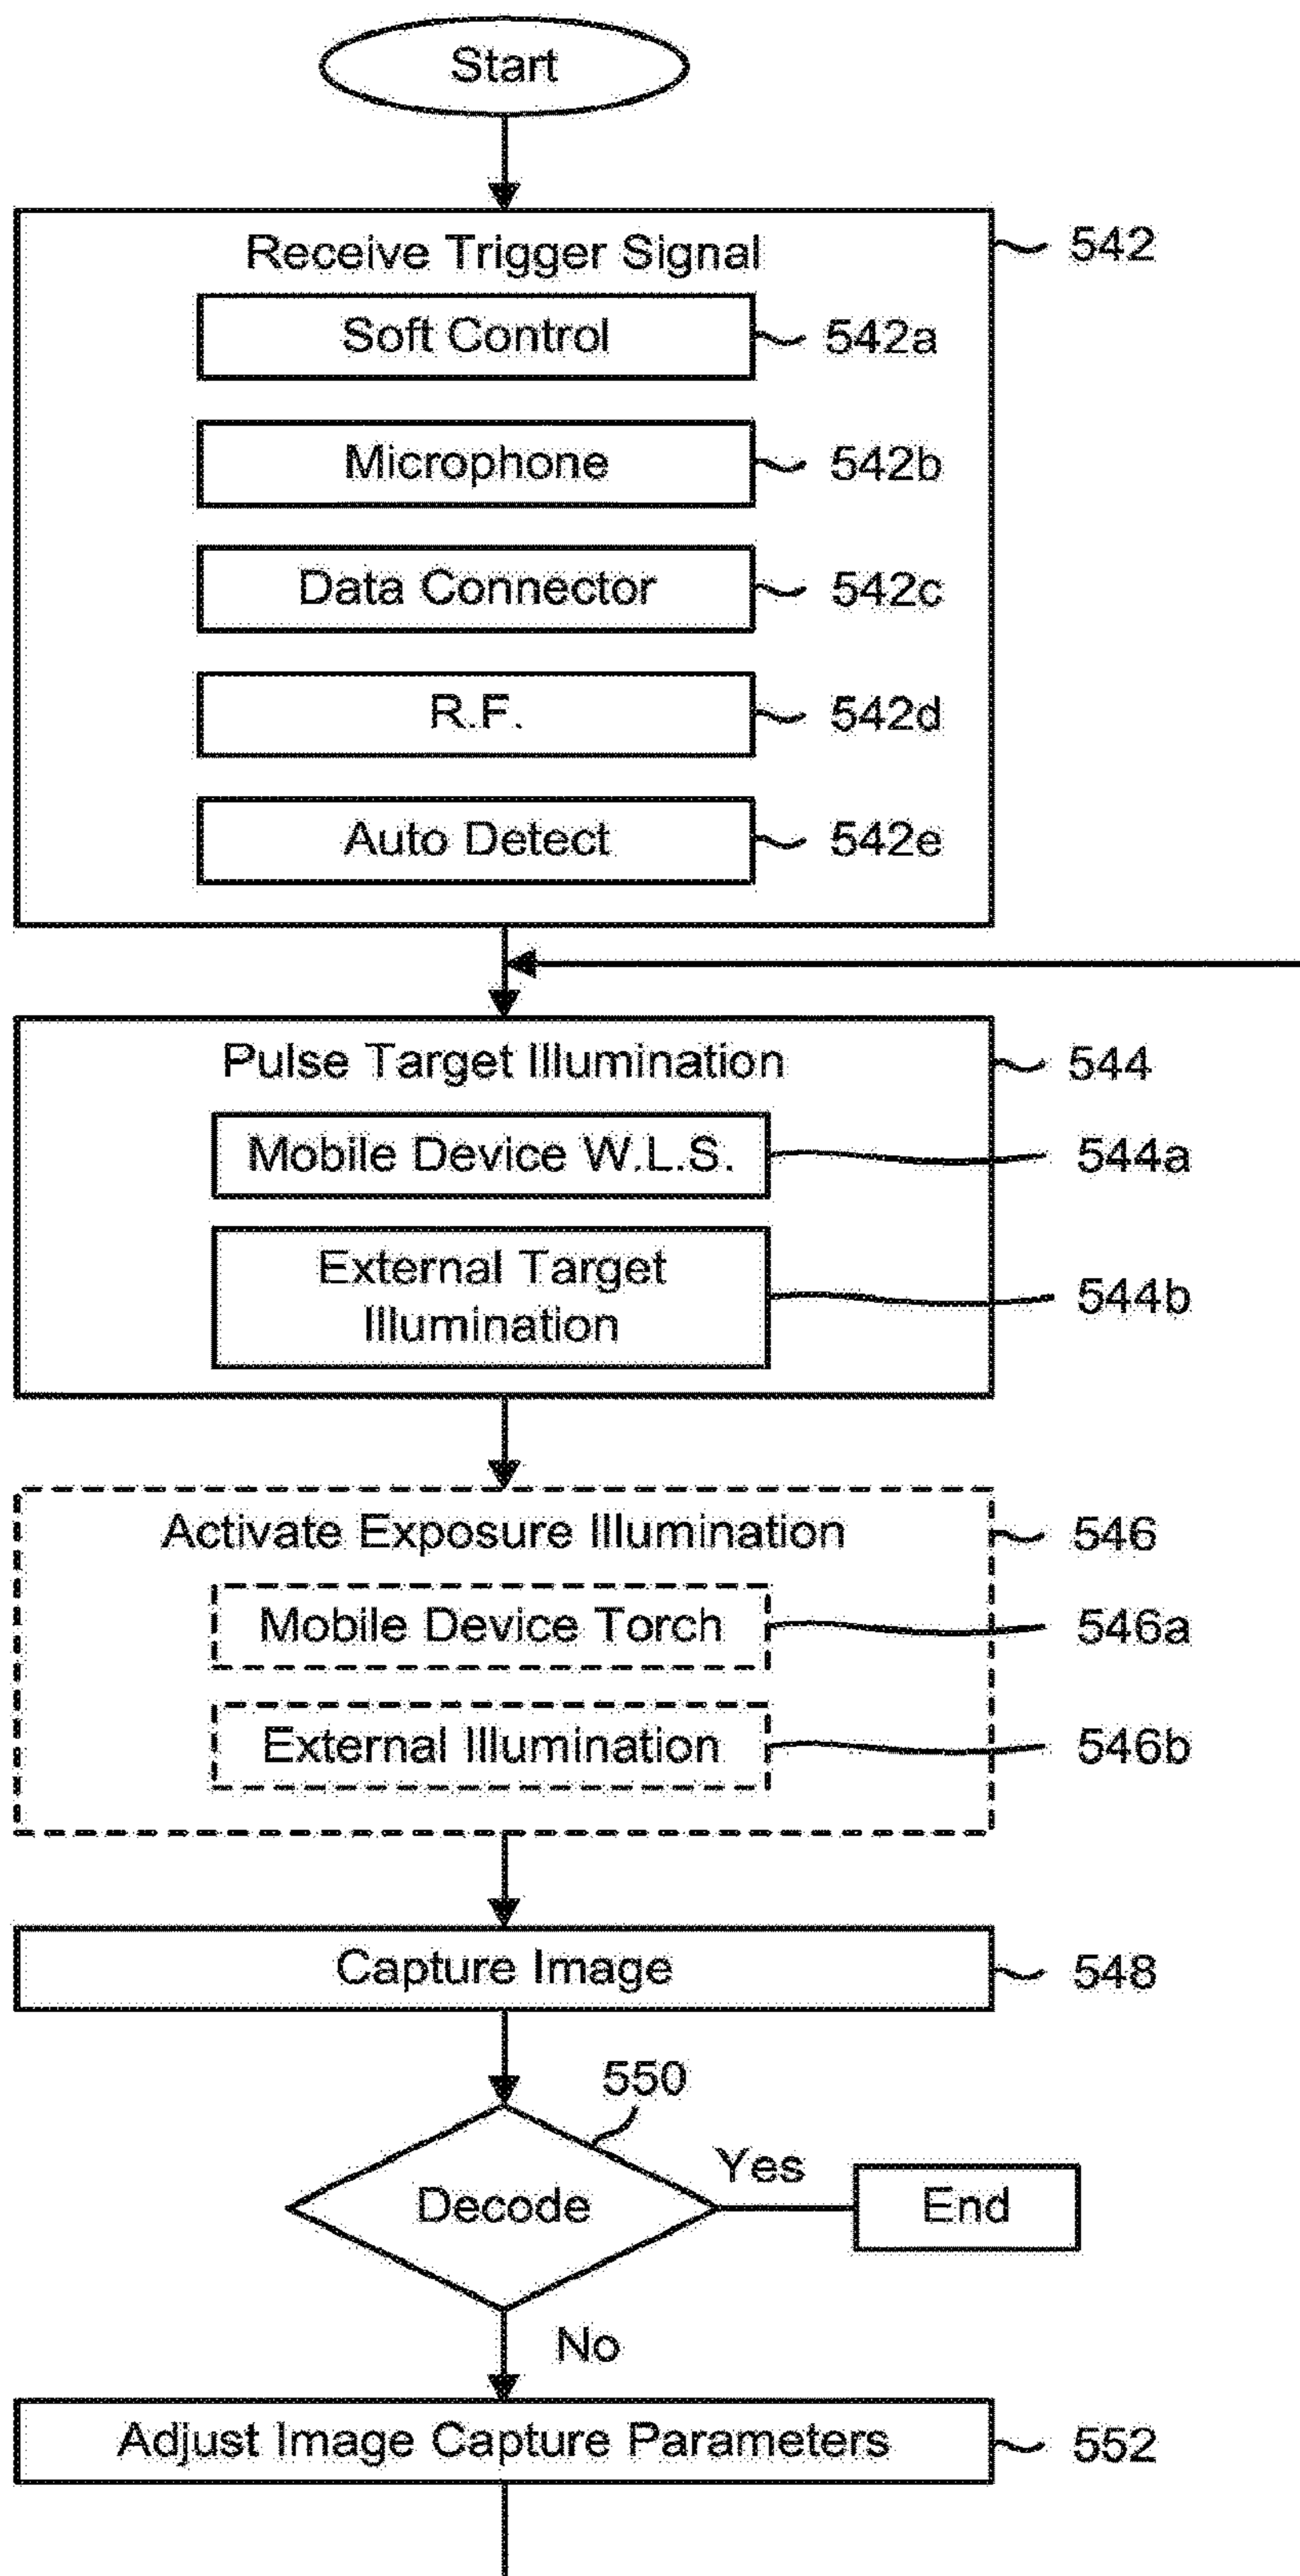 Start
Receive Trigger Signal
542
Soft Control
542a
Microphone
542b
Data Connector
542c
R.F.
542d
Auto Detect
542e
Pulse Target Illumination
544
Mobile Device W.L.S.
544a
External Target
Illumination
544b
Activate Exposure Illumination
546
Mobile Device Torch
546a
External Illumination
546b
Capture Image
548
550
Decode
Yes
End
No
Adjust Image Capture Parameters
552